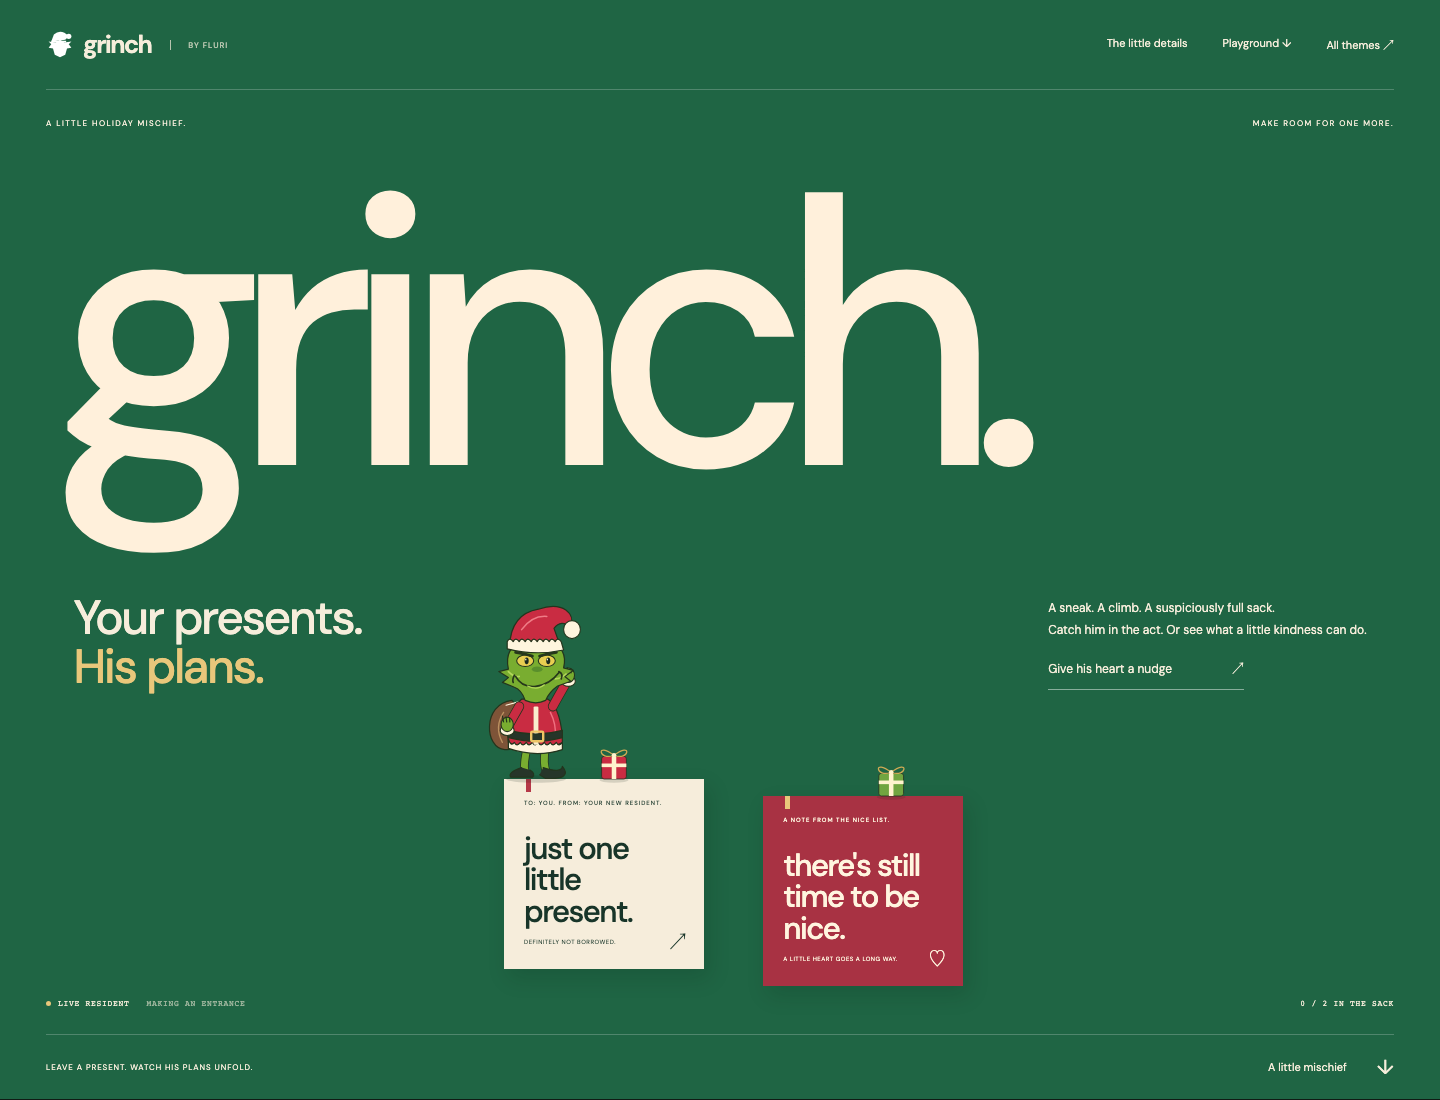 grinch
BY FLURI
The little details
Playground ↓
All themes ↗
A LITTLE HOLIDAY MISCHIEF.
MAKE ROOM FOR ONE MORE.
grinch.
Your presents.
His plans.
A sneak. A climb. A suspiciously full sack.
Catch him in the act. Or see what a little kindness can do.
Give his heart a nudge ↗
TO: YOU. FROM: YOUR NEW RESIDENT.
just one
little
present.
DEFINITELY NOT BORROWED.
A NOTE FROM THE NICE LIST.
there's still
time to be
nice.
A LITTLE HEART GOES A LONG WAY.
LIVE RESIDENT
MAKING AN ENTRANCE
0 / 2 IN THE SACK
LEAVE A PRESENT. WATCH HIS PLANS UNFOLD.
A little mischief ↓